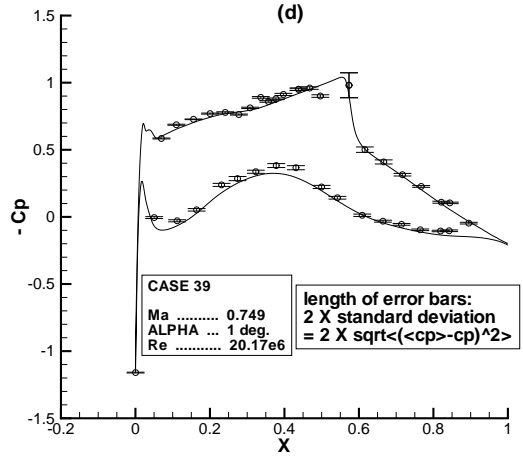 (d)
1.5
1
0.5
0
-0.5
-1
-1.5
- Cp
-0.2
0
0.2
0.4
0.6
0.8
1
X
CASE 39
Ma .......... 0.749
ALPHA ... 1 deg.
Re ........... 20.17e6
length of error bars:
2 X standard deviation
= 2 X sqrt<(<cp>-cp)^2>